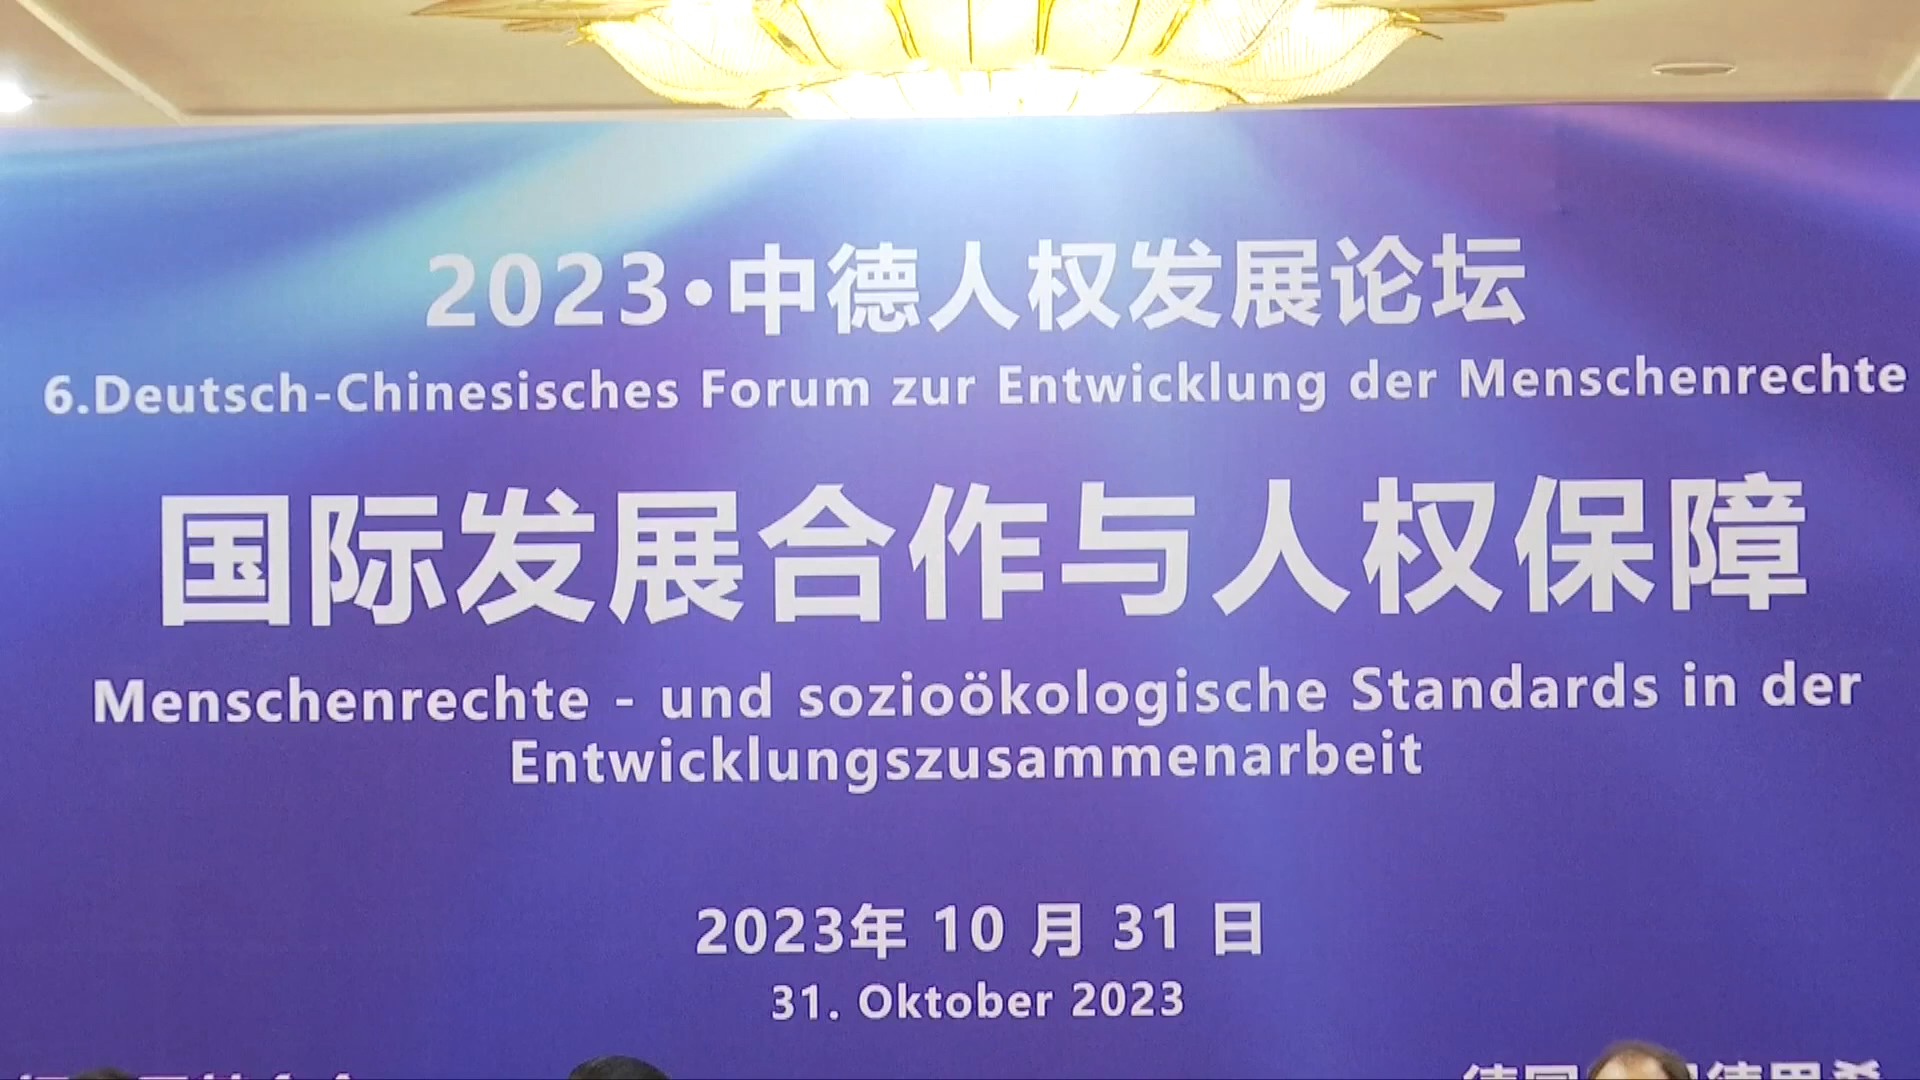 2023·中德人权发展论坛
6.Deutsch-Chinesisches Forum zur Entwicklung der Menschenrechte
国际发展合作与人权保障
Menschenrechte - und sozioökologische Standards in der
Entwicklungszusammenarbeit
2023年 10 月 31 日
31. Oktober 2023